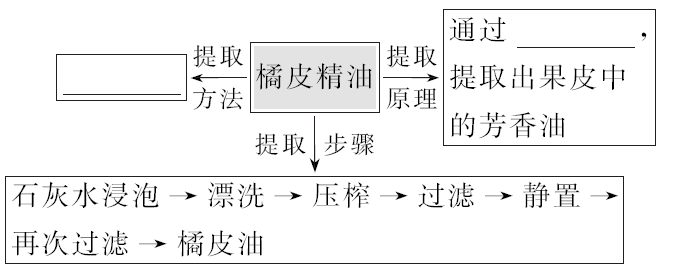 通过 ________，
提取出果皮中
的芳香油
提取
方法
橘皮精油
提取
原理
提取 步骤
石灰水浸泡→漂洗→压榨→过滤→静置→
再次过滤→橘皮油